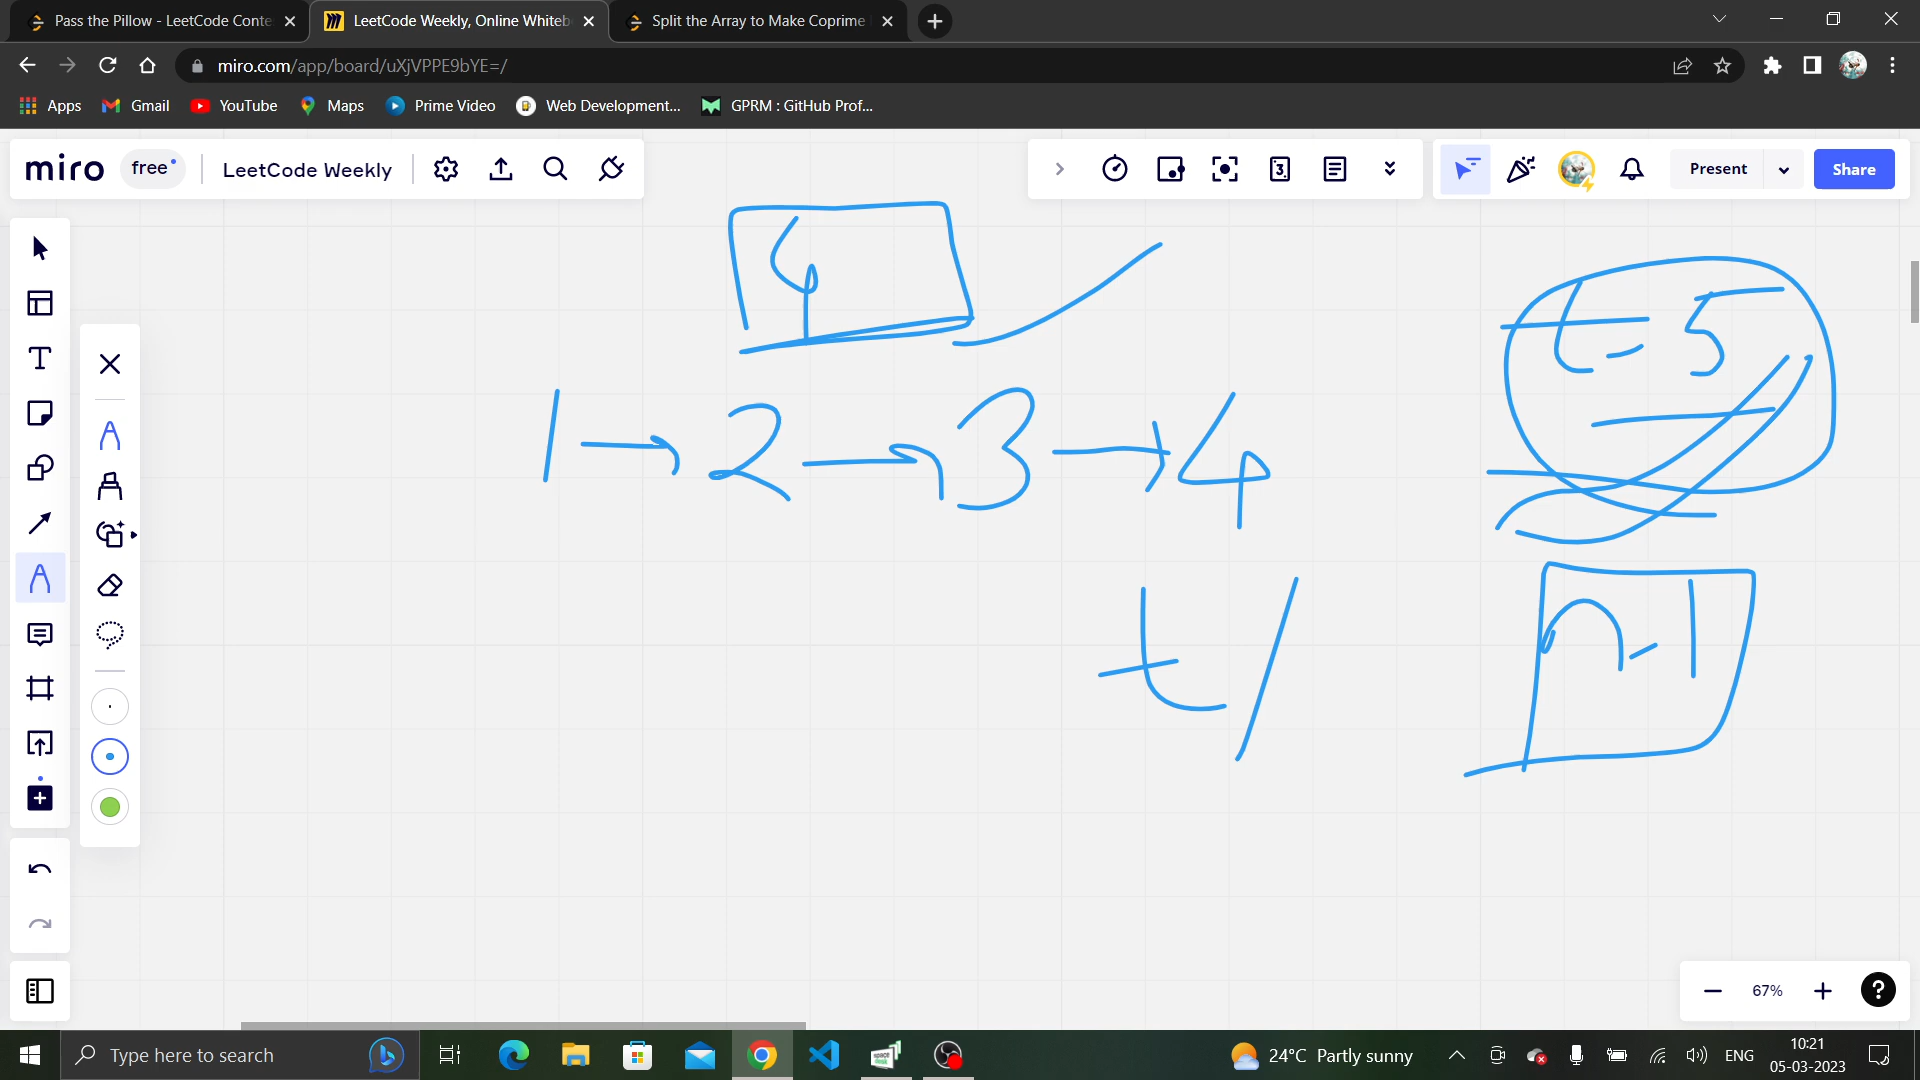 Pass the Pillow - LeetCode Conte
LeetCode Weekly, Online Whiteb
Split the Array to Make Coprime
miro.com/app/board/uXjVPPE9bYE=/
Apps
Gmail
YouTube
Maps
Prime Video
Web Development...
GPRM : GitHub Prof...
miro
free
LeetCode Weekly
Present
Share
4
t = 5
1 → 2 → 3 → 4
t /
n - 1
67%
Type here to search
24°C Partly sunny
ENG
10:21
05-03-2023